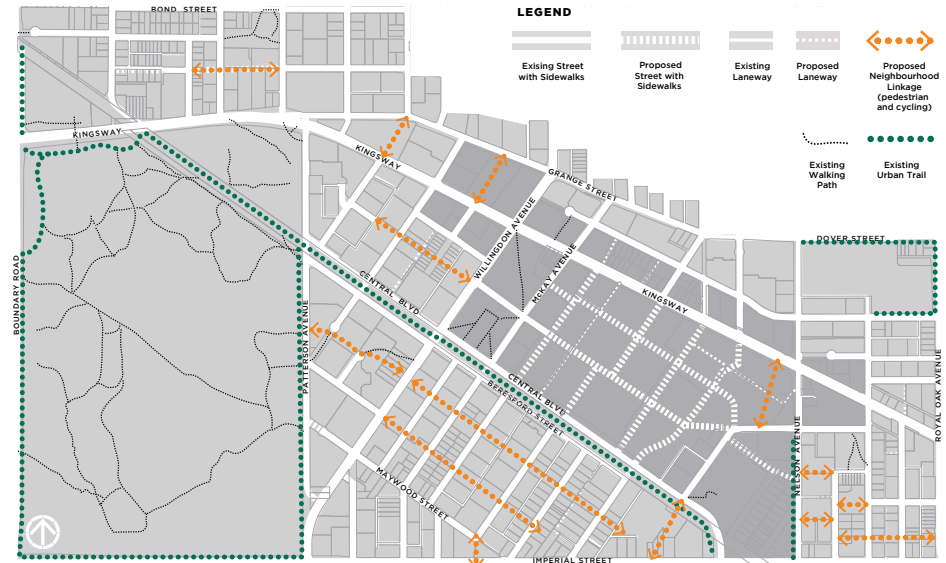 BOND STREET
LEGEND
Exising Street
with Sidewalks
Proposed
Street with
Sidewalks
Existing
Laneway
Proposed
Laneway
Proposed
Neighbourhood
Linkage
(pedestrian
and cycling)
Existing
Walking
Path
Existing
Urban Trail
KINGSWAY
KINGSWAY
GRANGE STREET
WILLINGDON AVENUE
MCKAY AVENUE
DOVER STREET
BOUNDARY ROAD
CENTRAL BLVD
KINGSWAY
PATTERSON AVENUE
CENTRAL BLVD
BERESFORD STREET
ROYAL OAK AVENUE
NELSON AVENUE
MAYWOOD STREET
IMPERIAL STREET